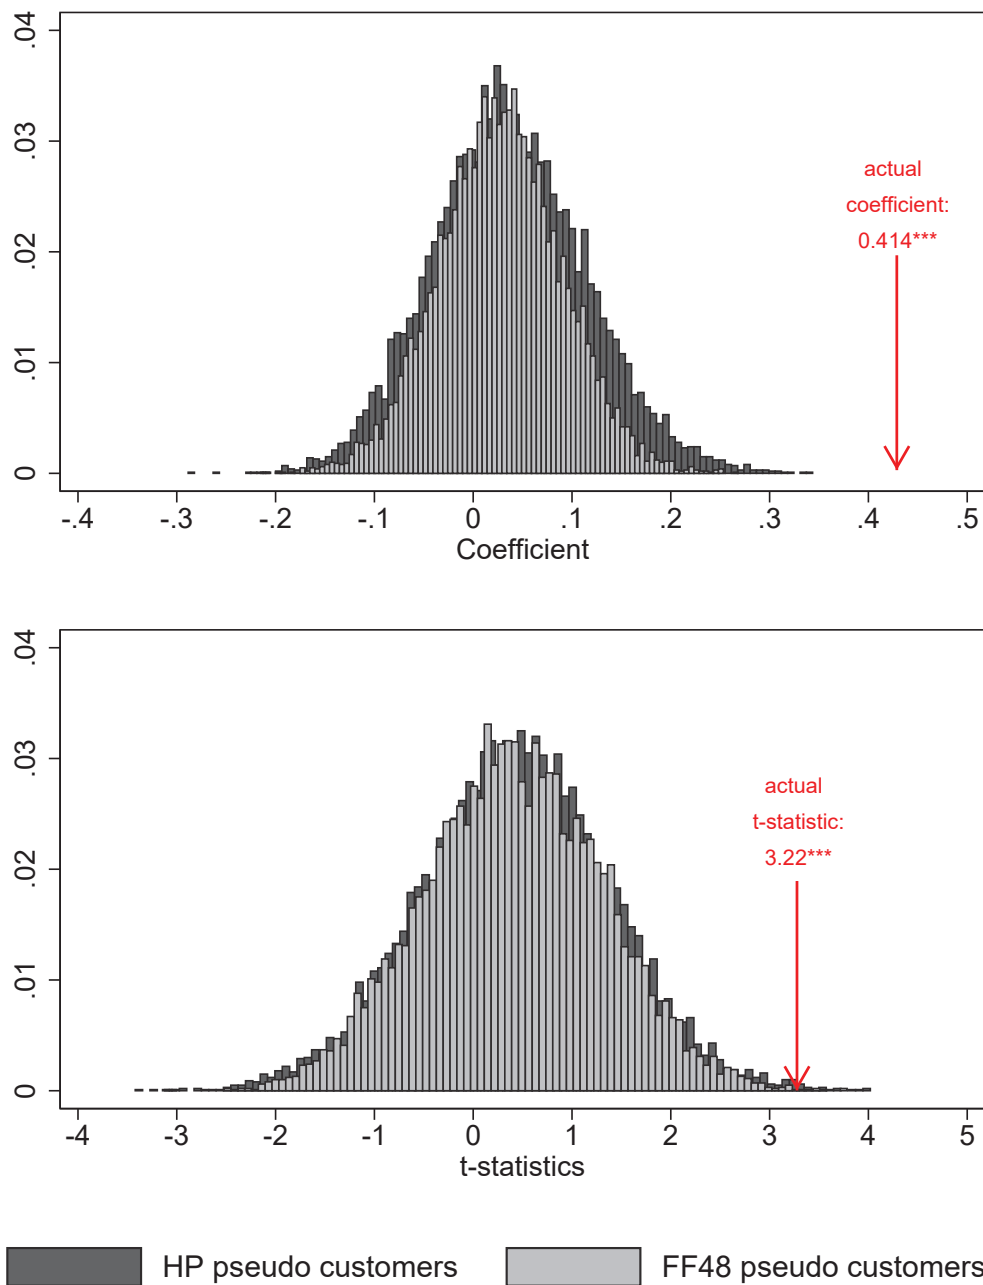 .04
.03
.02
.01
0
actual
coefficient:
0.414***
-.4 -.3 -.2 -.1 0 .1 .2 .3 .4 .5
Coefficient
.04
.03
.02
.01
0
actual
t-statistic:
3.22***
-4 -3 -2 -1 0 1 2 3 4 5
t-statistics
HP pseudo customers FF48 pseudo customers